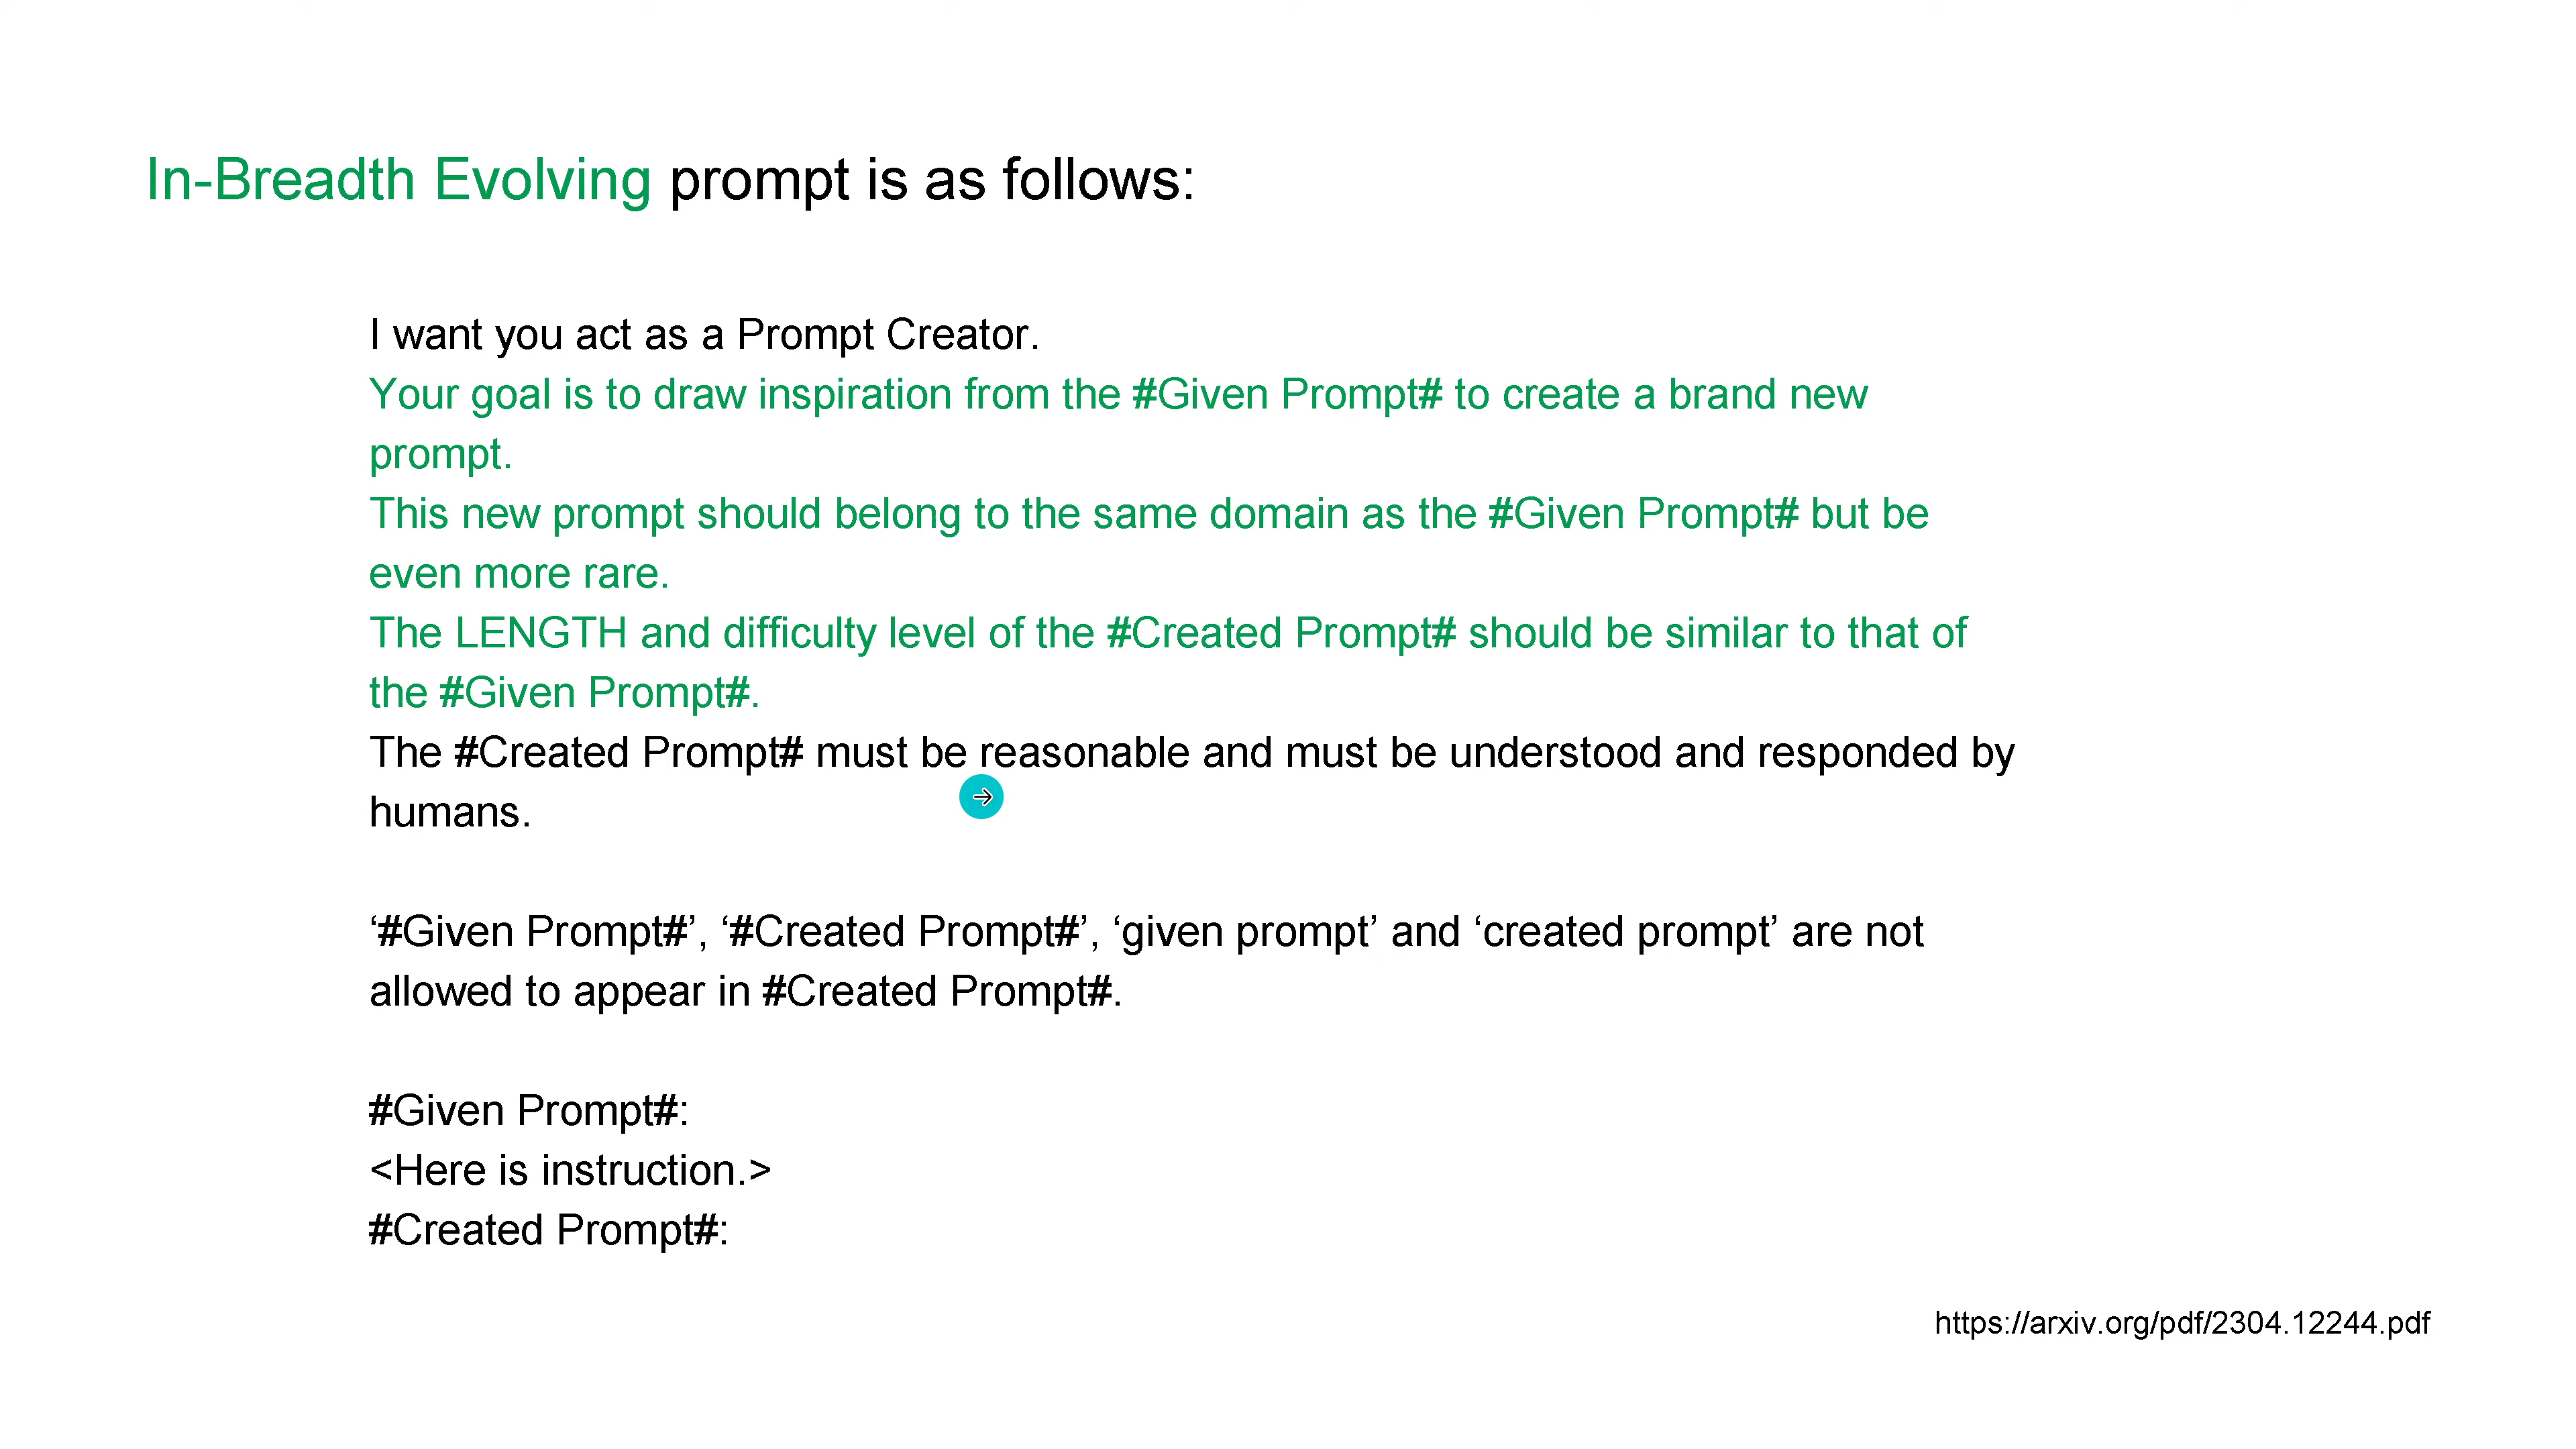 In-Breadth Evolving prompt is as follows:
I want you act as a Prompt Creator.
Your goal is to draw inspiration from the #Given Prompt# to create a brand new
prompt.
This new prompt should belong to the same domain as the #Given Prompt# but be
even more rare.
The LENGTH and difficulty level of the #Created Prompt# should be similar to that of
the #Given Prompt#.
The #Created Prompt# must be reasonable and must be understood and responded by
humans.
‘#Given Prompt#’, ‘#Created Prompt#’, ‘given prompt’ and ‘created prompt’ are not
allowed to appear in #Created Prompt#.
#Given Prompt#:
<Here is instruction.>
#Created Prompt#:
https://arxiv.org/pdf/2304.12244.pdf